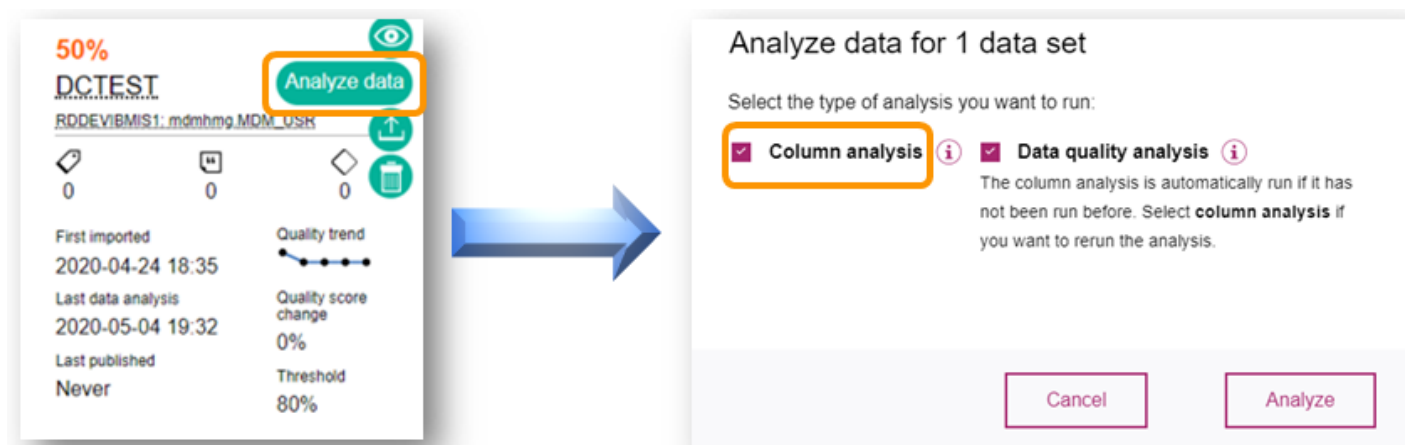 50%
DCTEST
Analyze data
RDDEVIBMIS1: mdmhmg.MDM_USR
0 0 0
First imported
2020-04-24 18:35
Last data analysis
2020-05-04 19:32
Last published
Never
Quality trend
Quality score
change
0%
Threshold
80%
Analyze data for 1 data set
Select the type of analysis you want to run:
Column analysis
Data quality analysis
The column analysis is automatically run if it has
not been run before. Select column analysis if
you want to rerun the analysis.
Cancel
Analyze